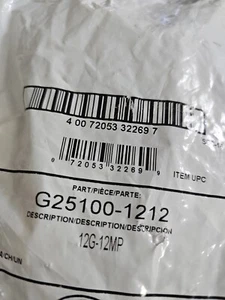 4 00 72053 32269 7
0 72053 32269 9
ITEM UPC
PART/PIÈCE/PARTE:
G25100-1212
DESCRIPTION/DESCRIPTION/DESCRIPCION
12G-12MP